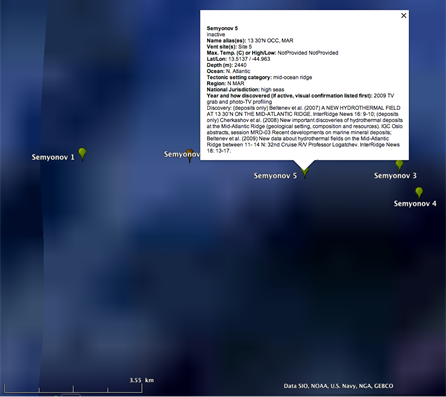 Semyonov 5
inactive
Name alias(es): 13 30'N OCC, MAR
Vent site(s): Site 5
Max. Temp. (C) or High/Low: NotProvided NotProvided
Lat/Lon: 13.5137 / -44.963
Depth (m): 2440
Ocean: N. Atlantic
Tectonic setting category: mid-ocean ridge
Region: N MAR
National Jurisdiction: high seas
Year and how discovered (if active, visual confirmation listed first): 2009 TV
grab and photo-TV profiling
Discovery: (deposits only) Beltenev et al. (2007) A NEW HYDROTHERMAL FIELD
AT 13 30'N ON THE MID-ATLANTIC RIDGE. InterRidge News 16: 9-10; (deposits
only) Cherkashov et al. (2008) New important discoveries of hydrothermal deposits
at the Mid-Atlantic Ridge (geological setting, composition and resources), IGC Oslo
abstracts, session MRD-03 Recent developments on marine mineral deposits;
Beltenev et al. (2009) New data about hydrothermal fields on the Mid-Atlantic
Ridge between 11- 14 N: 32nd Cruise R/V Professor Logatchev. InterRidge News
18: 13-17.
Semyonov 1
Semyonov
Semyonov 5
Semyonov 3
Semyonov 4
3.55 km
Data SIO, NOAA, U.S. Navy, NGA, GEBCO